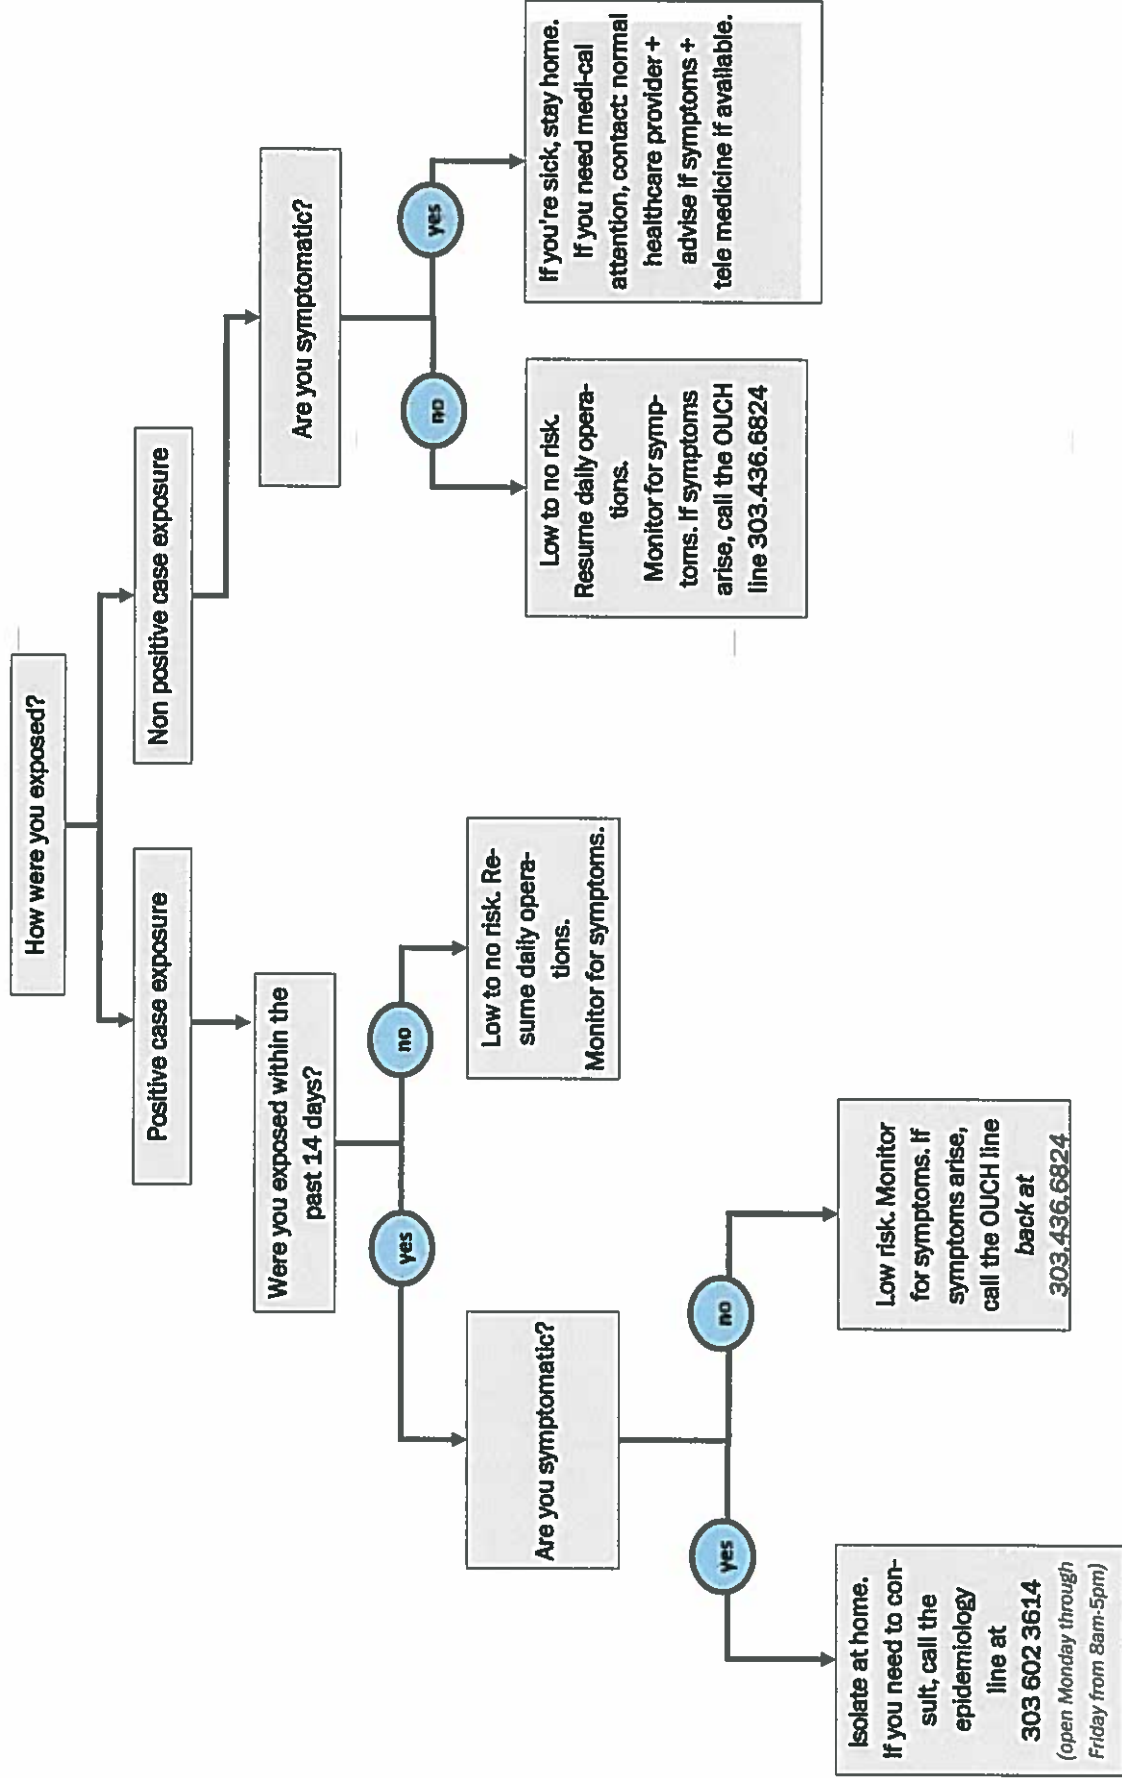 How were you exposed?
Positive case exposure
Non positive case exposure
Were you exposed within the
past 14 days?
Are you symptomatic?
yes
no
no
yes
Are you symptomatic?
Low to no risk. Re-
sume daily opera-
tions.
Monitor for symptoms.
Low to no risk.
Resume daily opera-
tions.
Monitor for symp-
toms. If symptoms
arise, call the OUCH
line 303.436.6824
If you're sick, stay home.
If you need medi-cal
attention, contact: normal
healthcare provider +
advise if symptoms +
tele medicine if available.
yes
no
Isolate at home.
If you need to con-
sult, call the
epidemiology
line at
303 602 3614
(open Monday through
Friday from 8am-5pm)
Low risk. Monitor
for symptoms. If
symptoms arise,
call the OUCH line
back at
303.436.6824